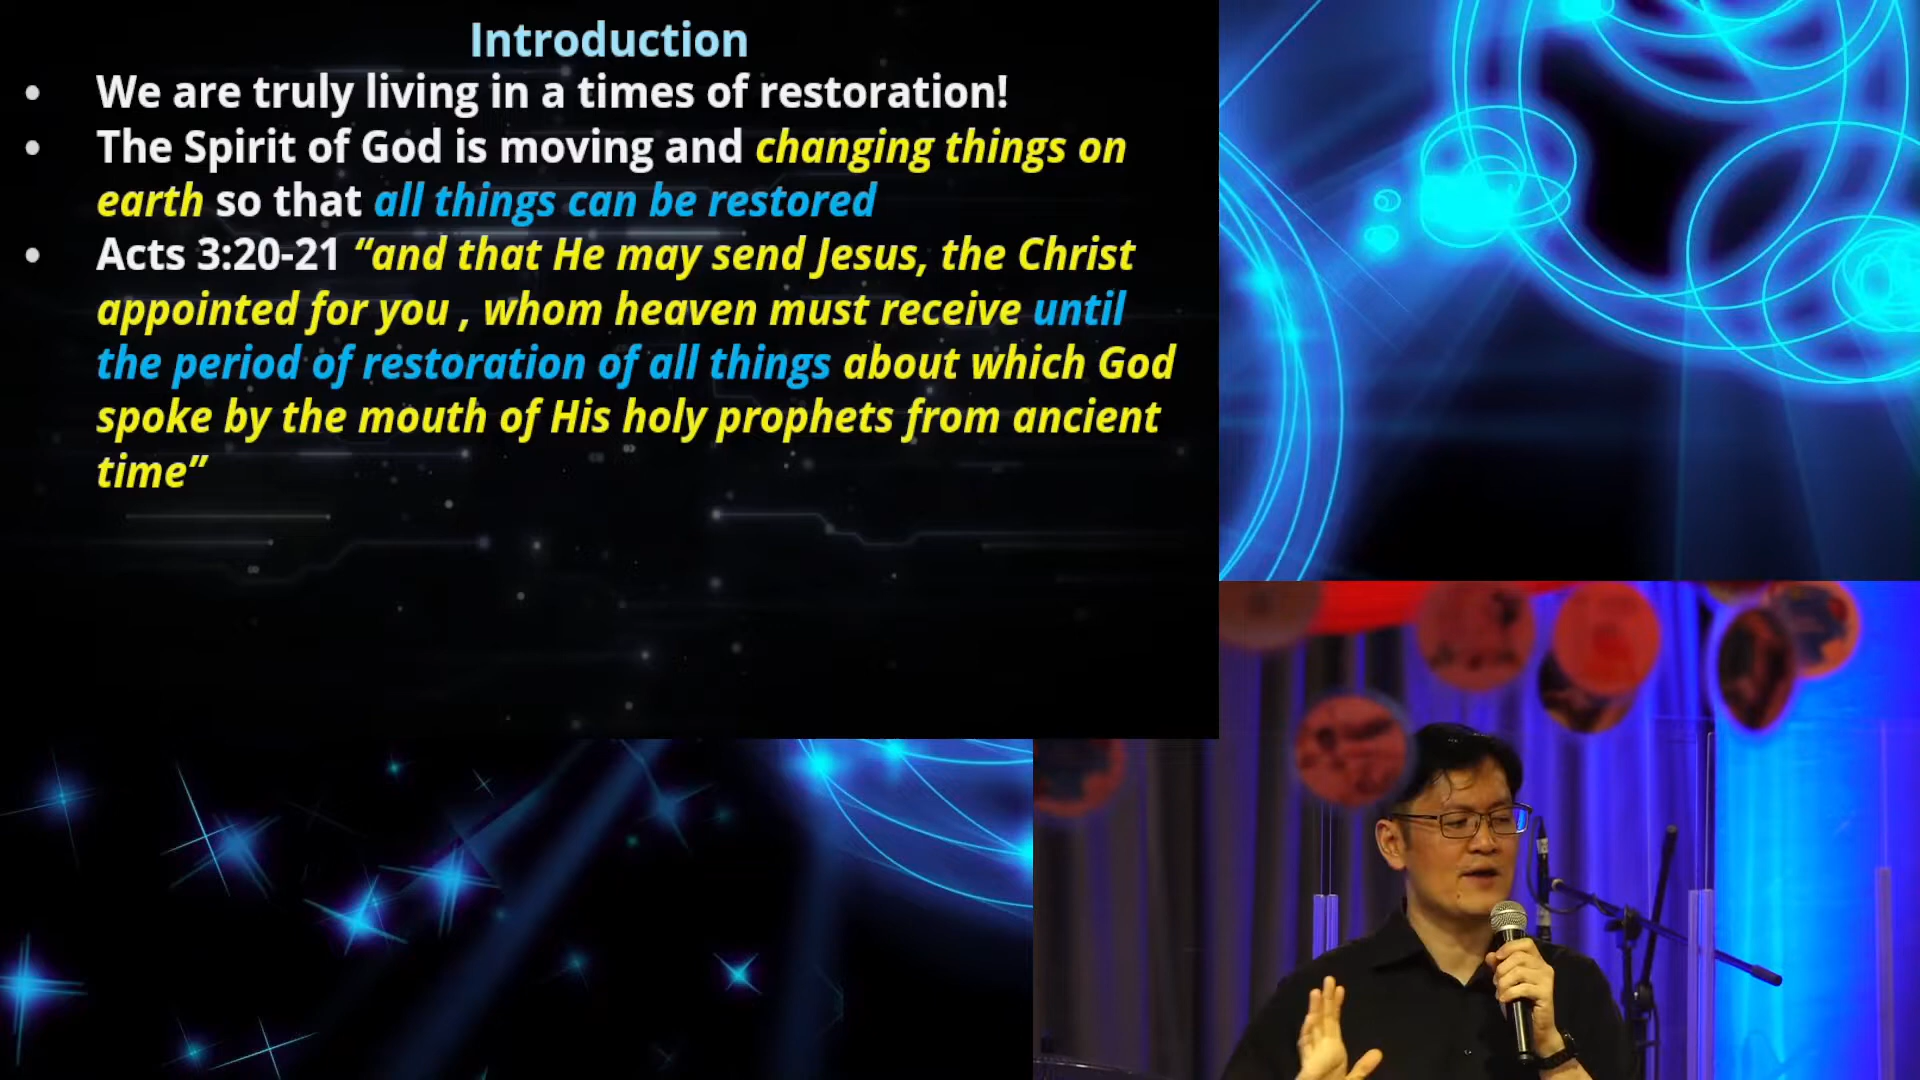 Introduction
• We are truly living in a times of restoration!
• The Spirit of God is moving and changing things on
earth so that all things can be restored
• Acts 3:20-21 “and that He may send Jesus, the Christ
appointed for you , whom heaven must receive until
the period of restoration of all things about which God
spoke by the mouth of His holy prophets from ancient
time”